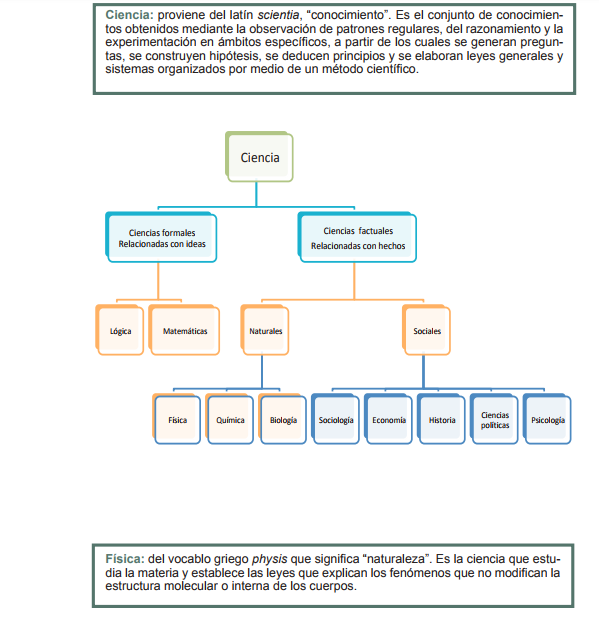 Ciencia: proviene del latín scientia, “conocimiento”. Es el conjunto de conocimien-
tos obtenidos mediante la observación de patrones regulares, del razonamiento y la
experimentación en ámbitos específicos, a partir de los cuales se generan pregun-
tas, se construyen hipótesis, se deducen principios y se elaboran leyes generales y
sistemas organizados por medio de un método científico.
Ciencia
Ciencias formales
Relacionadas con ideas
Ciencias factuales
Relacionadas con hechos
Lógica
Matemáticas
Naturales
Sociales
Física
Química
Biología
Sociología
Economía
Historia
Ciencias
políticas
Psicología
Física: del vocablo griego physis que significa “naturaleza”. Es la ciencia que estu-
dia la materia y establece las leyes que explican los fenómenos que no modifican la
estructura molecular o interna de los cuerpos.